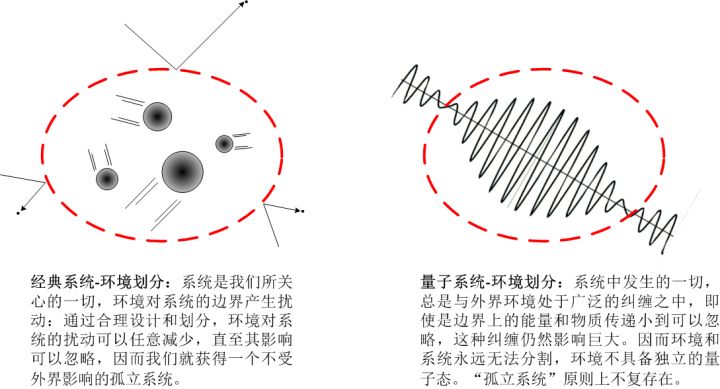 经典系统-环境划分：系统是我们所关
心的一切，环境对系统的边界产生扰
动：通过合理设计和划分，环境对系
统的扰动可以任意减少，直至其影响
可以忽略，因而我们就获得一个不受
外界影响的孤立系统。
量子系统-环境划分：系统中发生的一切，
总是与外界环境处于广泛的纠缠之中，即
使是边界上的能量和物质传递小到可以忽
略，这种纠缠仍然影响巨大。因而环境和
系统永远无法分割，环境不具备独立的量
子态。“孤立系统”原则上不复存在。